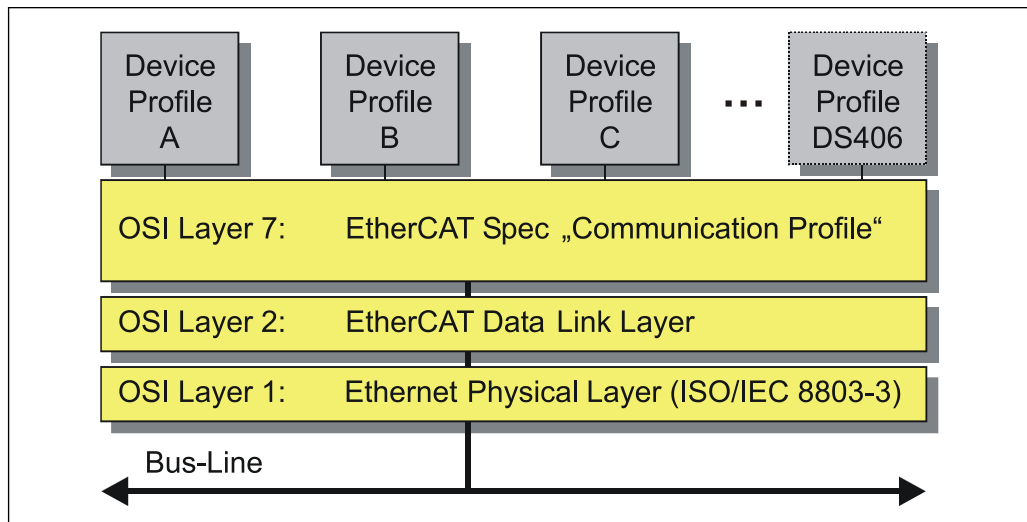 Device
Profile
A
Device
Profile
B
Device
Profile
C
...
Device
Profile
DS406
OSI Layer 7: EtherCAT Spec „Communication Profile“
OSI Layer 2: EtherCAT Data Link Layer
OSI Layer 1: Ethernet Physical Layer (ISO/IEC 8803-3)
Bus-Line